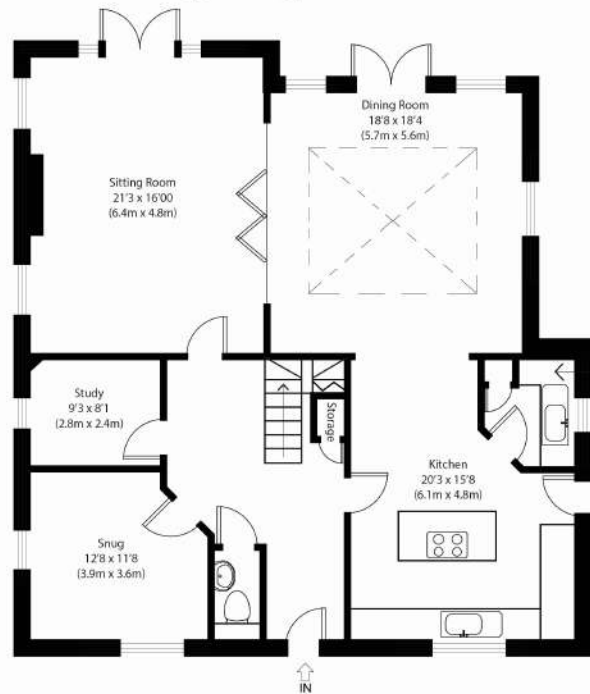 Dining Room
18'8 x 18'4
(5.7m x 5.6m)
Sitting Room
21'3 x 16'00
(6.4m x 4.8m)
Study
9'3 x 8'1
(2.8m x 2.4m)
Storage
Kitchen
20'3 x 15'8
(6.1m x 4.8m)
Snug
12'8 x 11'8
(3.9m x 3.6m)
IN